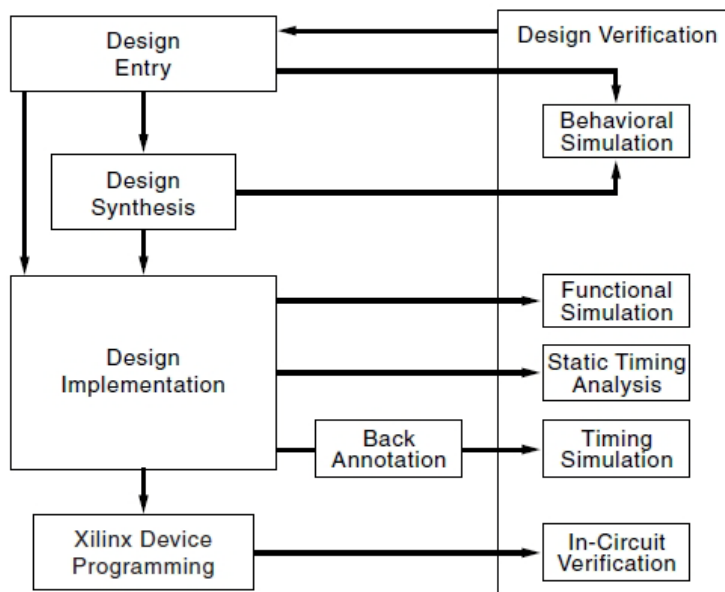 Design
Entry
Design Verification
Behavioral
Simulation
Design
Synthesis
Functional
Simulation
Design
Implementation
Static Timing
Analysis
Back
Annotation
Timing
Simulation
Xilinx Device
Programming
In-Circuit
Verification